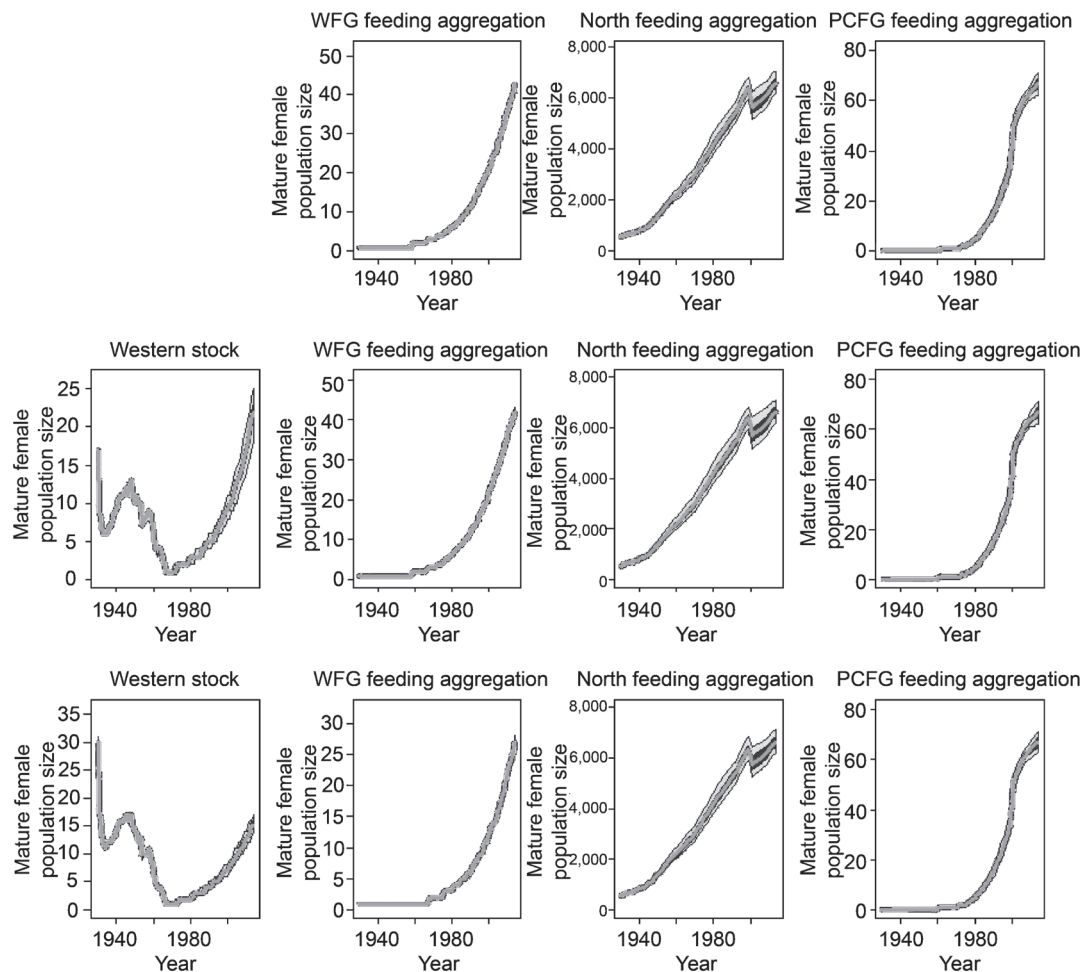 WFG feeding aggregation
North feeding aggregation
PCFG feeding aggregation
Mature female
population size
50
40
30
20
10
0
1940 1980
Year
Mature female
population size
8,000
6,000
4,000
2,000
0
1940 1980
Year
Mature female
population size
80
60
40
20
0
1940 1980
Year
Western stock
WFG feeding aggregation
North feeding aggregation
PCFG feeding aggregation
Mature female
population size
25
20
15
10
5
0
1940 1980
Year
Mature female
population size
50
40
30
20
10
0
1940 1980
Year
Mature female
population size
8,000
6,000
4,000
2,000
0
1940 1980
Year
Mature female
population size
80
60
40
20
0
1940 1980
Year
Western stock
WFG feeding aggregation
North feeding aggregation
PCFG feeding aggregation
Mature female
population size
35
30
25
20
15
10
5
0
1940 1980
Year
Mature female
population size
30
25
20
15
10
5
0
1940 1980
Year
Mature female
population size
8,000
6,000
4,000
2,000
0
1940 1980
Year
Mature female
population size
80
60
40
20
0
1940 1980
Year